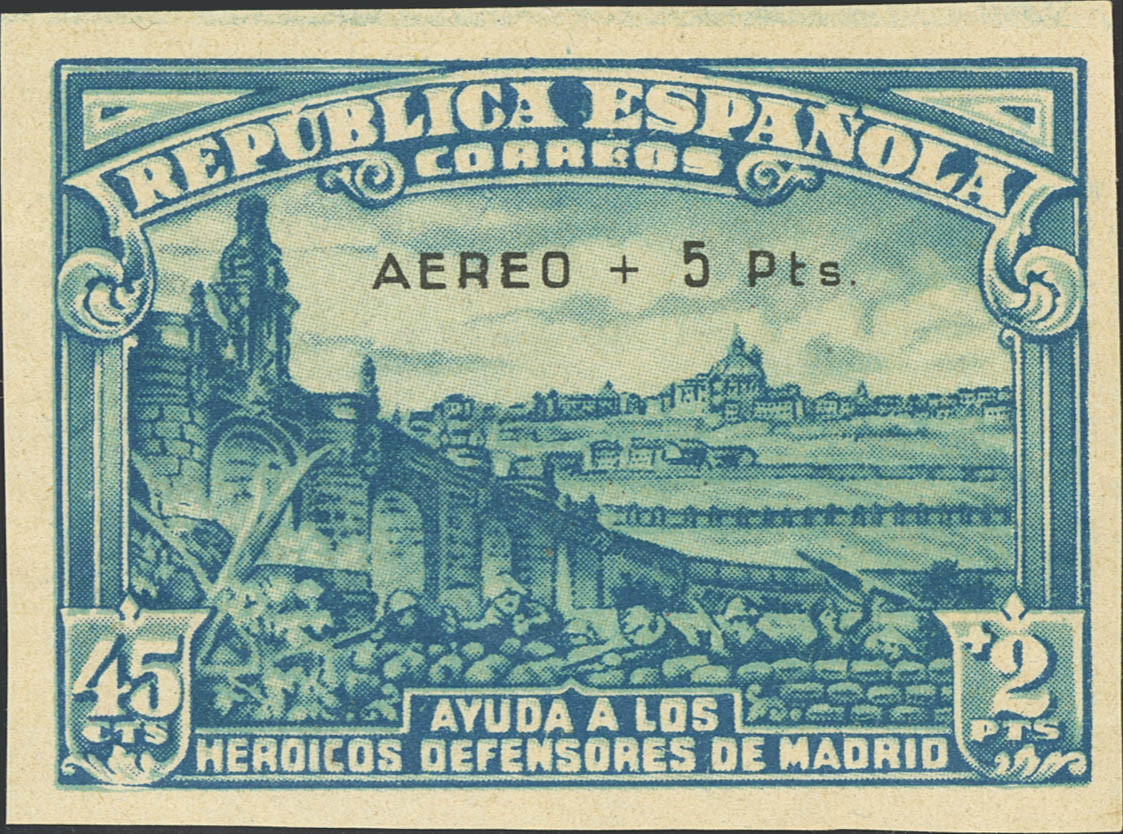 REPÚBLICA ESPAÑOLA
CORREOS
AEREO + 5 Pts.
45
CTS
+2
PTS
AYUDA A LOS
HEROICOS DEFENSORES DE MADRID